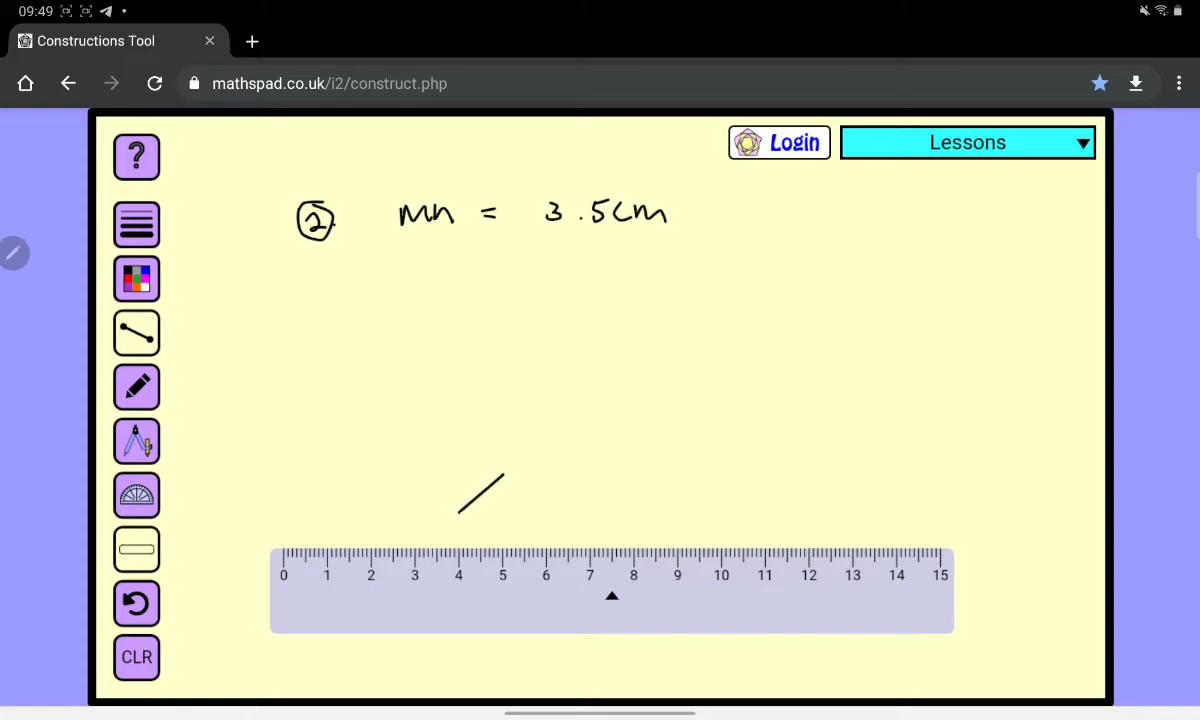 09:49
Constructions Tool
mathspad.co.uk/i2/construct.php
?
Login
Lessons
2 mn = 3.5cm
0 1 2 3 4 5 6 7 8 9 10 11 12 13 14 15
CLR